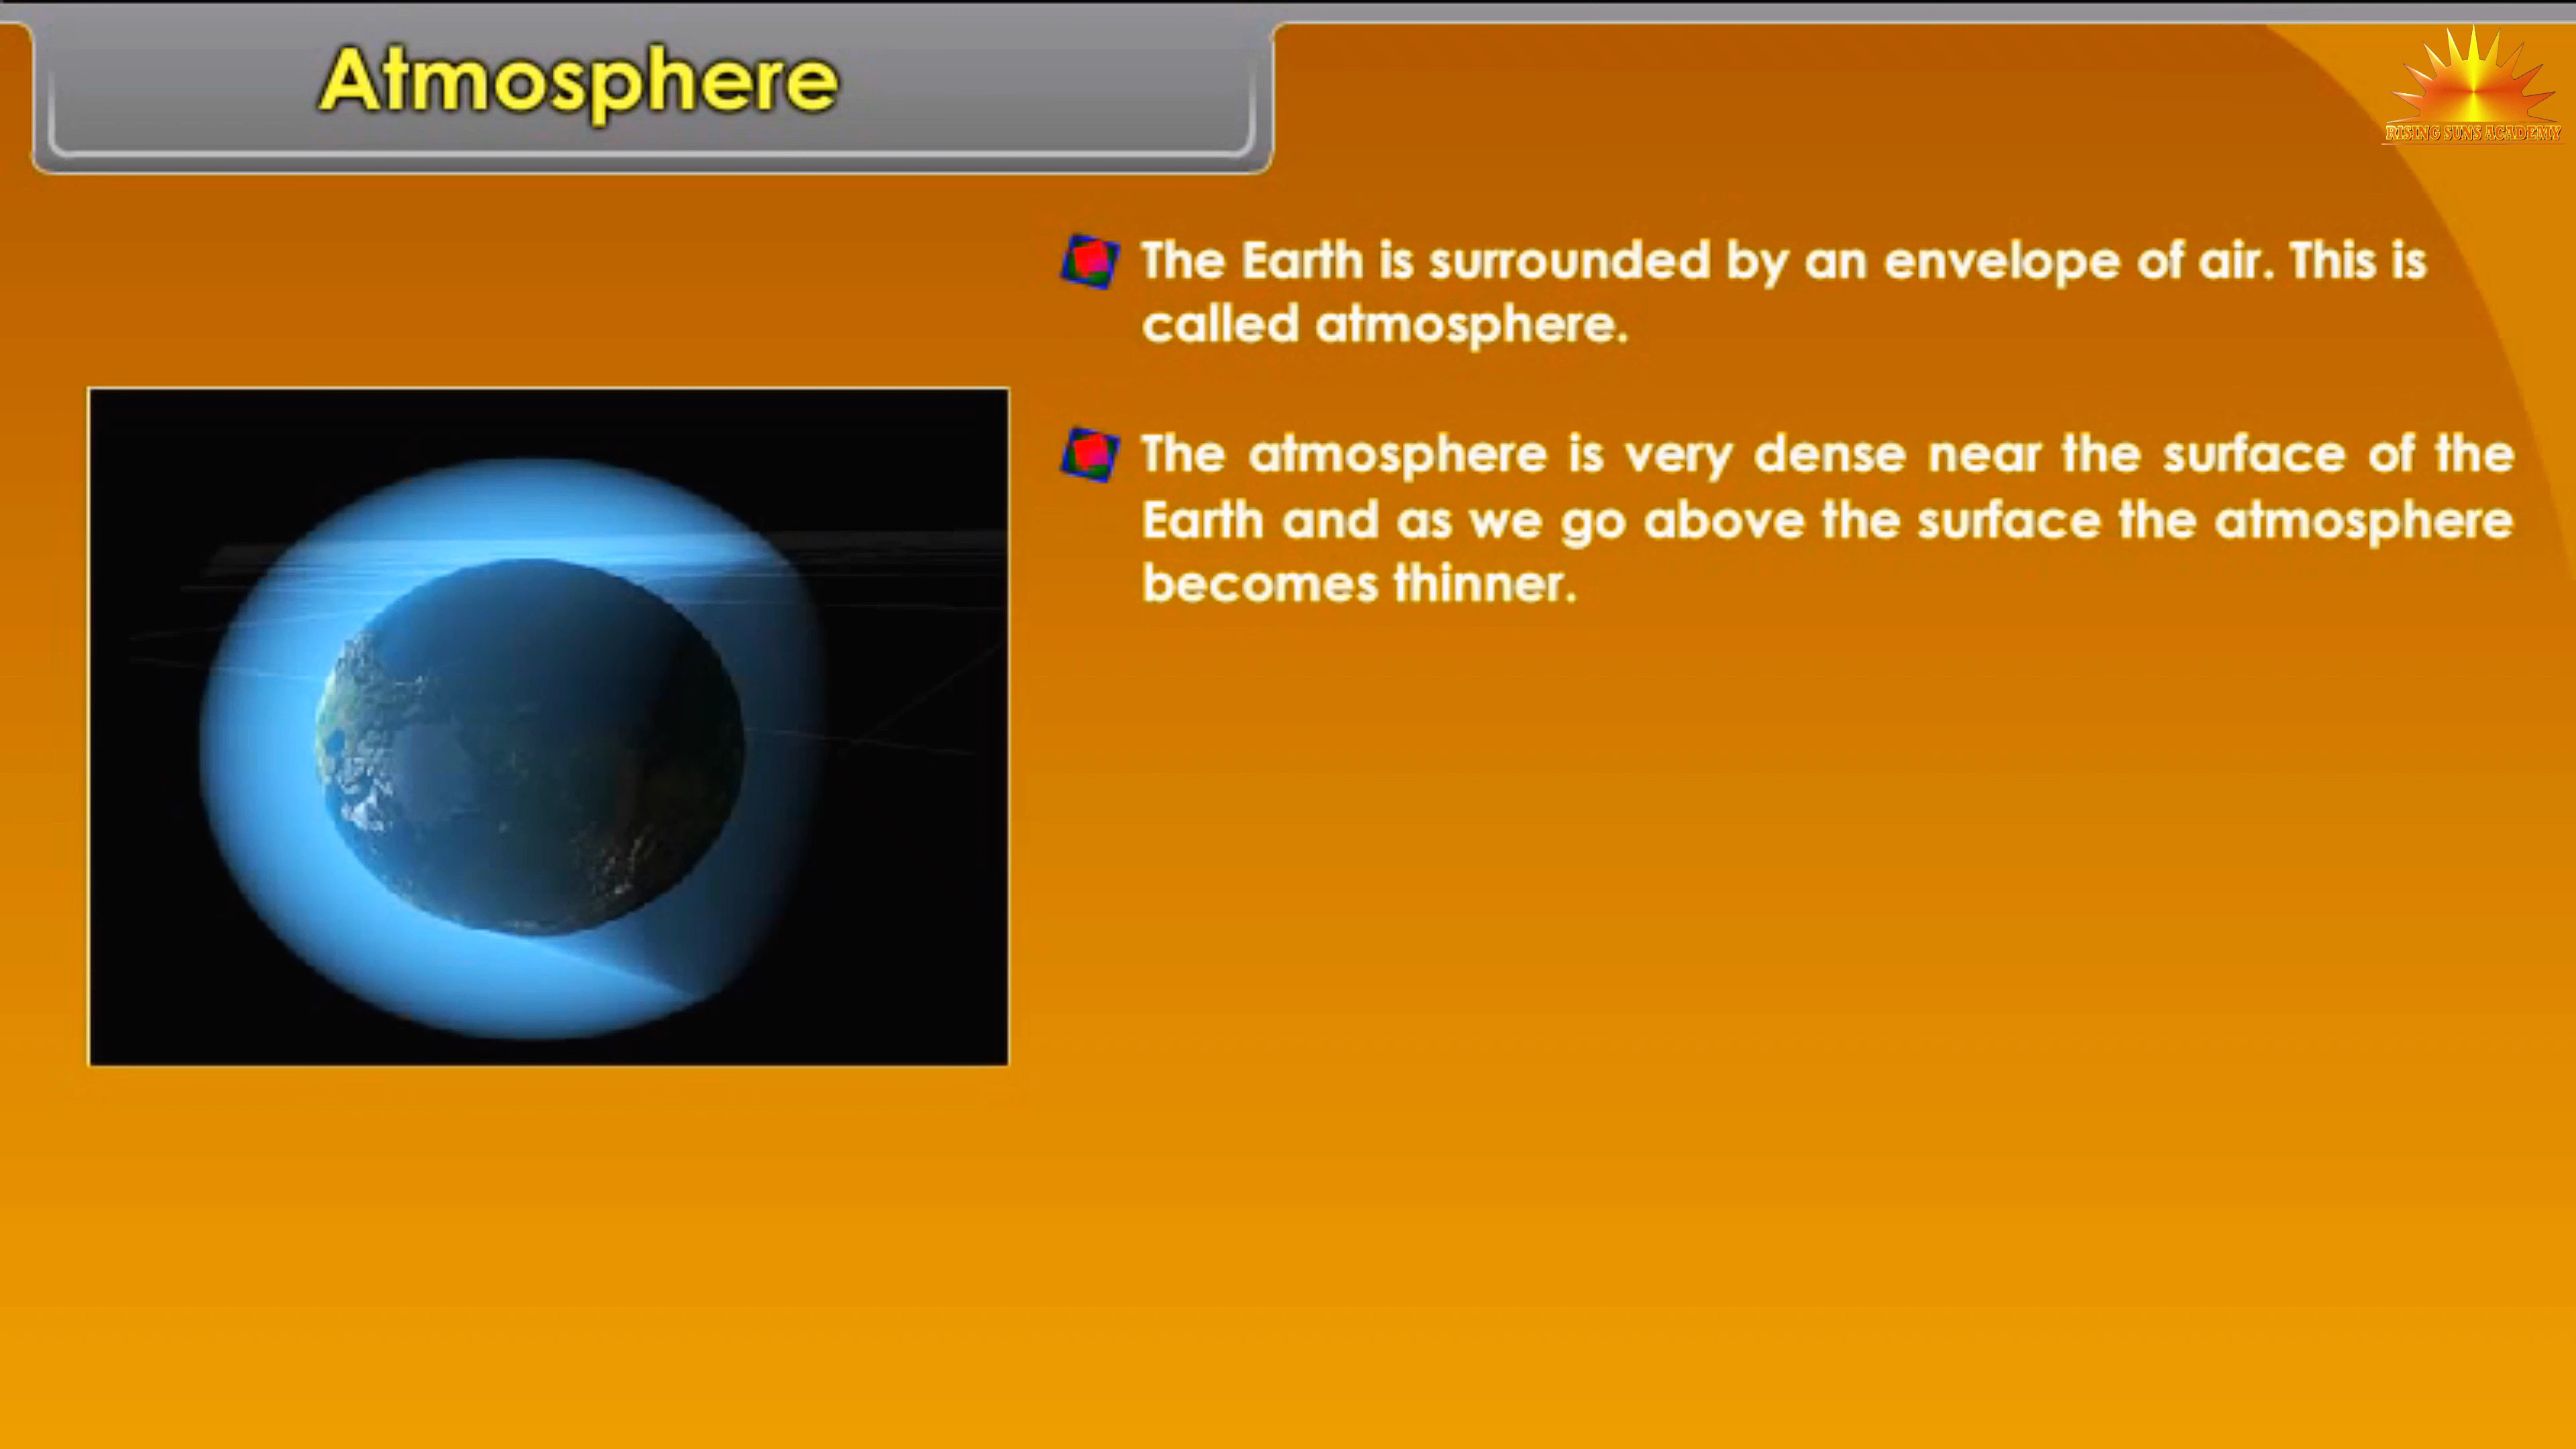 Atmosphere
RISING SUNS ACADEMY
The Earth is surrounded by an envelope of air. This is
called atmosphere.
The atmosphere is very dense near the surface of the
Earth and as we go above the surface the atmosphere
becomes thinner.